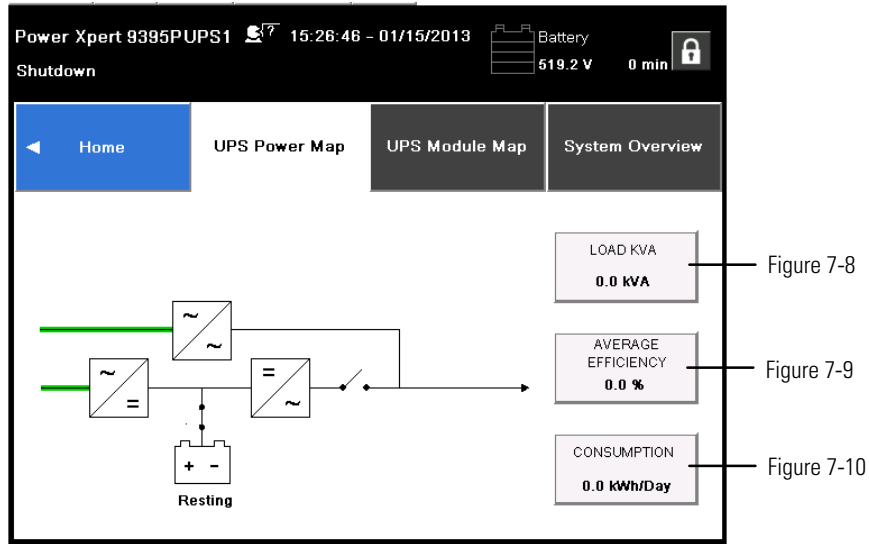 Power Xpert 9395PUPS1 ? 15:26:46 - 01/15/2013
Shutdown
Battery
519.2 V 0 min
Home
UPS Power Map
UPS Module Map
System Overview
LOAD KVA
0.0 kVA
Figure 7-8
AVERAGE
EFFICIENCY
0.0 %
Figure 7-9
CONSUMPTION
0.0 kWh/Day
Figure 7-10
~
~
~
=
=
~
+ -
Resting